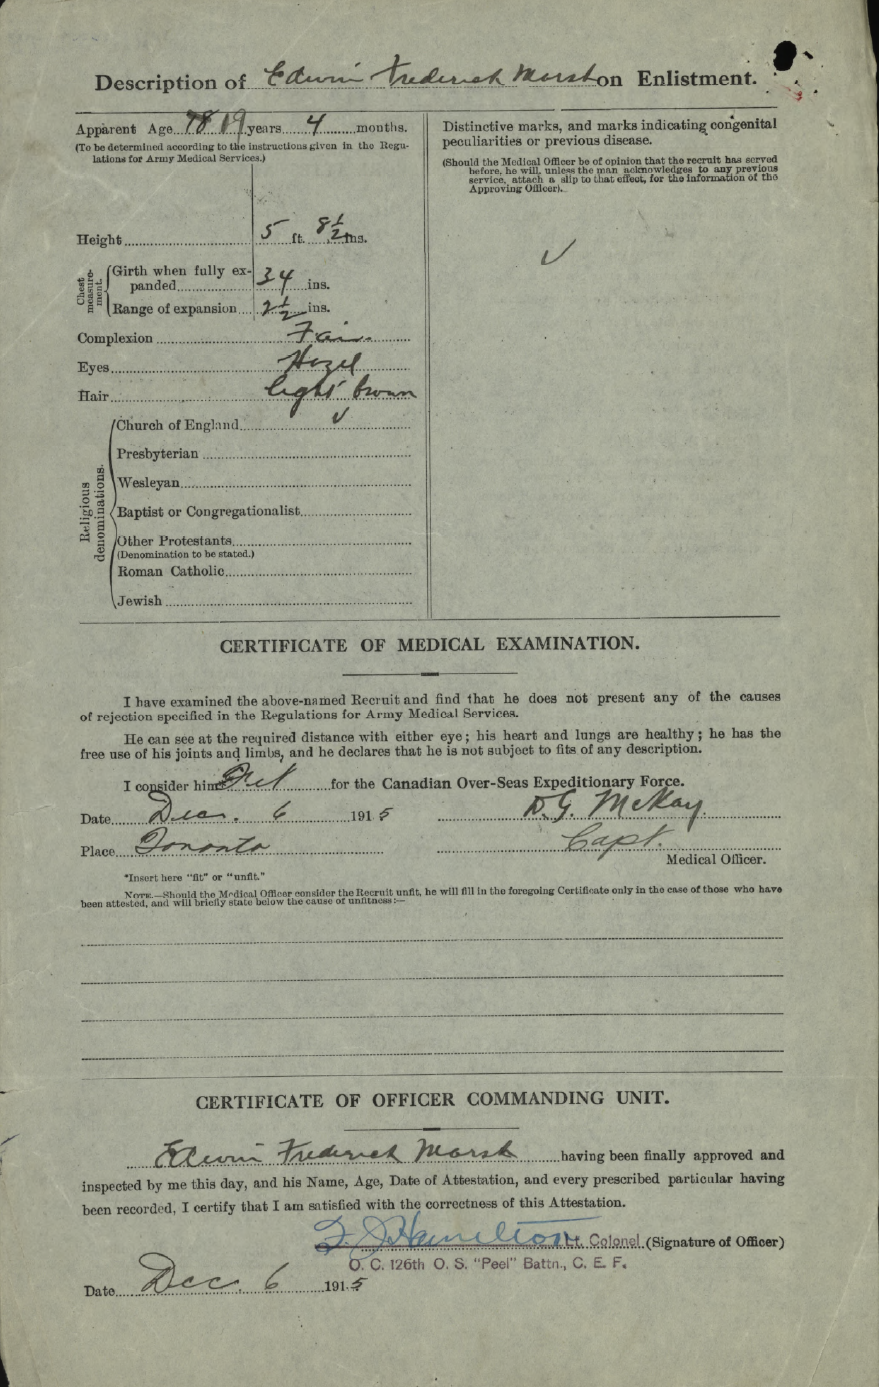 Description of Edwin Frederick Marsh on Enlistment.
Apparent Age 18 19 years 4 months.
(To be determined according to the instructions given in the Regu-
lations for Army Medical Services.)
Height 5 ft. 8½ ins.
Chest measure-ment.
Girth when fully ex-
panded 34 ins.
Range of expansion 2½ ins.
Complexion Fair
Eyes Hazel
Hair light brown
Religious denominations.
Church of England ✓
Presbyterian
Wesleyan
Baptist or Congregationalist
Other Protestants
(Denomination to be stated.)
Roman Catholic
Jewish
Distinctive marks, and marks indicating congenital
peculiarities or previous disease.
(Should the Medical Officer be of opinion that the recruit has served
before, he will, unless the man acknowledges to any previous
service, attach a slip to that effect, for the information of the
Approving Officer).
✓
CERTIFICATE OF MEDICAL EXAMINATION.
I have examined the above-named Recruit and find that he does not present any of the causes
of rejection specified in the Regulations for Army Medical Services.
He can see at the required distance with either eye; his heart and lungs are healthy; he has the
free use of his joints and limbs, and he declares that he is not subject to fits of any description.
I consider him* Fit for the Canadian Over-Seas Expeditionary Force.
Date Dec. 6 1915 D. G. McKay.
Place Toronto Capt.
Medical Officer.
*Insert here "fit" or "unfit."
NOTE.—Should the Medical Officer consider the Recruit unfit, he will fill in the foregoing Certificate only in the case of those who have
been attested, and will briefly state below the cause of unfitness:—
CERTIFICATE OF OFFICER COMMANDING UNIT.
Edwin Frederick Marsh having been finally approved and
inspected by me this day, and his Name, Age, Date of Attestation, and every prescribed particular having
been recorded, I certify that I am satisfied with the correctness of this Attestation.
F. J. Hamilton Lt. Colonel (Signature of Officer)
O. C. 126th O. S. "Peel" Battn., C. E. F.
Date Dec 6 1915